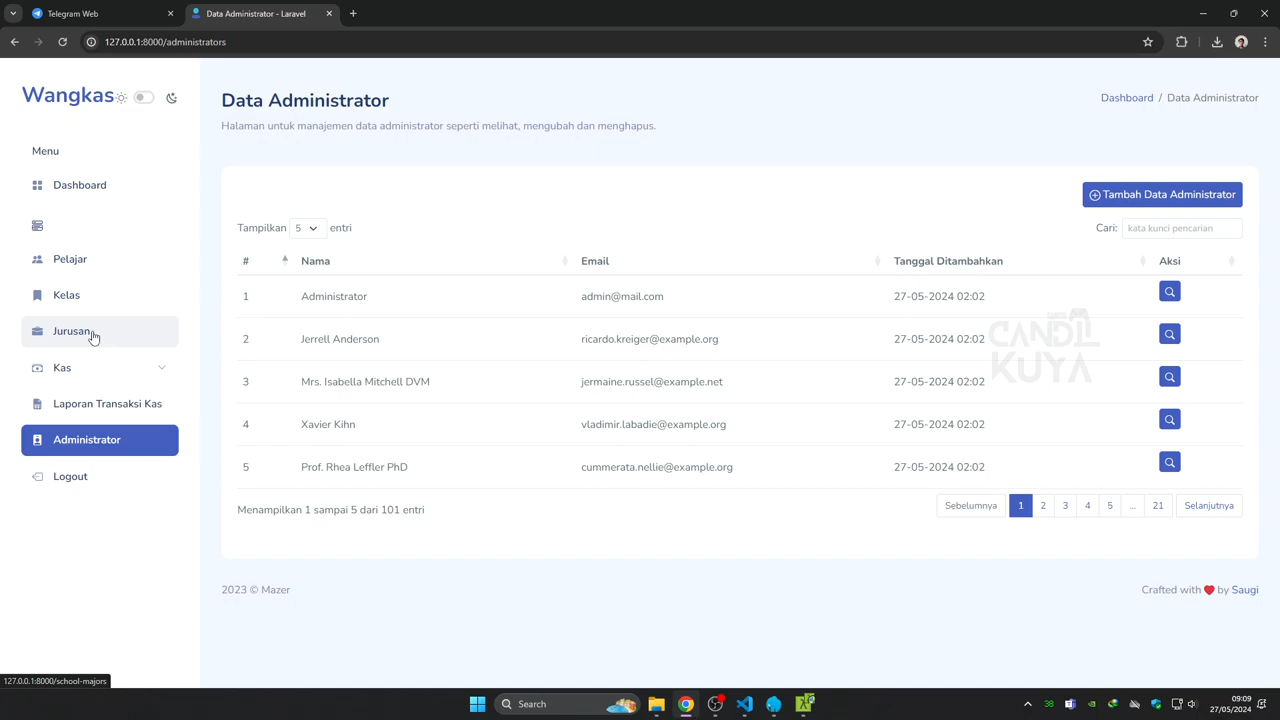 Telegram Web
Data Administrator - Laravel
127.0.0.1:8000/administrators
Wangkas
Menu
Dashboard
Pelajar
Kelas
Jurusan
Kas
Laporan Transaksi Kas
Administrator
Logout
Data Administrator
Dashboard / Data Administrator
Halaman untuk manajemen data administrator seperti melihat, mengubah dan menghapus.
Tambah Data Administrator
Tampilkan 5 entri
Cari: kata kunci pencarian
# Nama Email Tanggal Ditambahkan Aksi
1 Administrator admin@mail.com 27-05-2024 02:02
2 Jerrell Anderson ricardo.kreiger@example.org 27-05-2024 02:02
3 Mrs. Isabella Mitchell DVM jermaine.russel@example.net 27-05-2024 02:02
4 Xavier Kihn vladimir.labadie@example.org 27-05-2024 02:02
5 Prof. Rhea Leffler PhD cummerata.nellie@example.org 27-05-2024 02:02
CANDI
KUYA
Menampilkan 1 sampai 5 dari 101 entri
Sebelumnya 1 2 3 4 5 ... 21 Selanjutnya
2023 © Mazer
Crafted with ❤ by Saugi
127.0.0.1:8000/school-majors
Search
09:09
27/05/2024